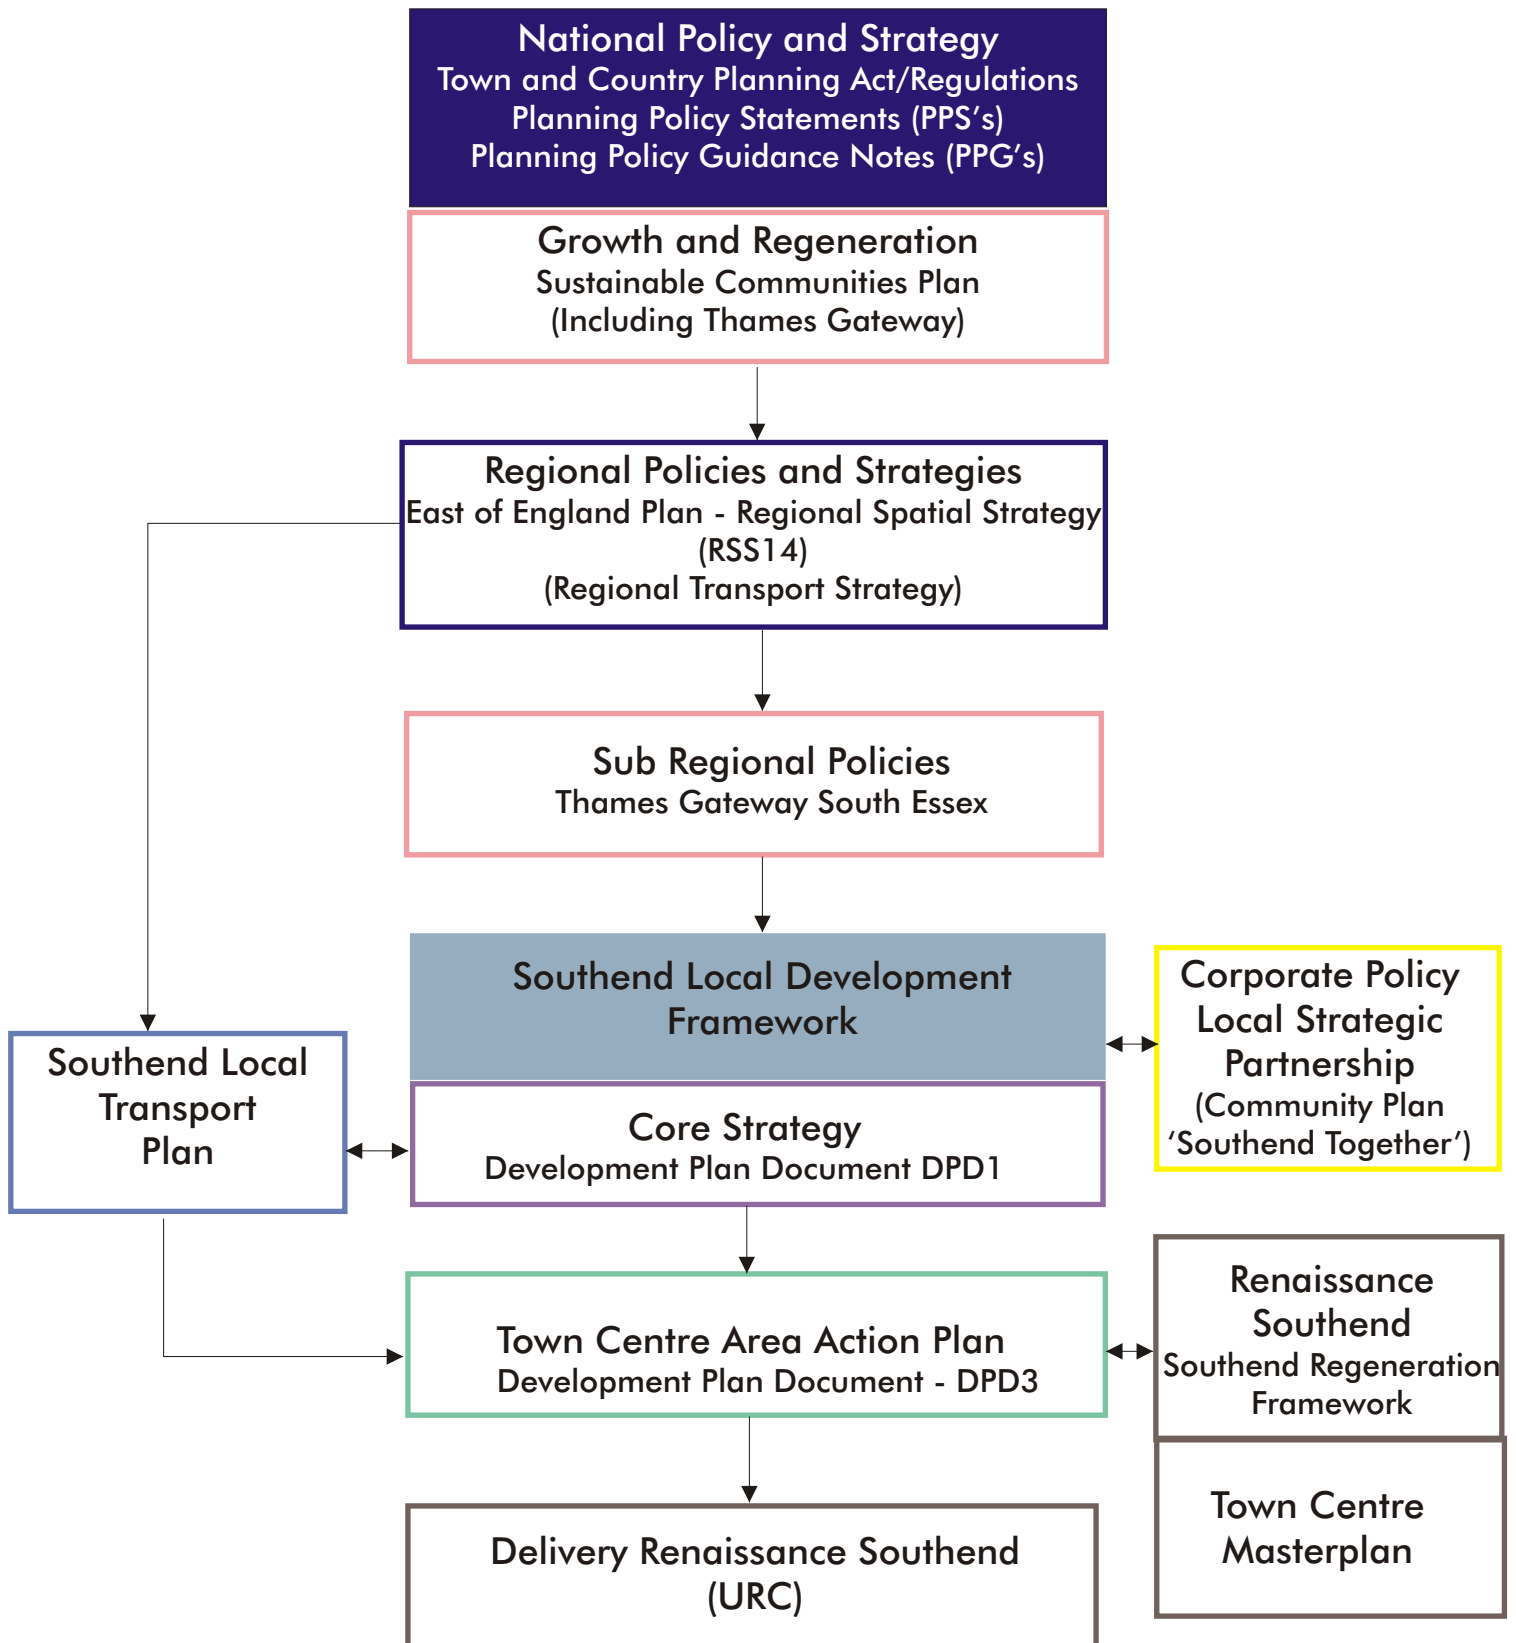 National Policy and Strategy
Town and Country Planning Act/Regulations
Planning Policy Statements (PPS’s)
Planning Policy Guidance Notes (PPG’s)
Growth and Regeneration
Sustainable Communities Plan
(Including Thames Gateway)
Regional Policies and Strategies
East of England Plan - Regional Spatial Strategy
(RSS14)
(Regional Transport Strategy)
Sub Regional Policies
Thames Gateway South Essex
Southend Local Development
Framework
Corporate Policy
Local Strategic
Partnership
(Community Plan
‘Southend Together’)
Southend Local
Transport
Plan
Core Strategy
Development Plan Document DPD1
Town Centre Area Action Plan
Development Plan Document - DPD3
Renaissance
Southend
Southend Regeneration
Framework
Town Centre
Masterplan
Delivery Renaissance Southend
(URC)